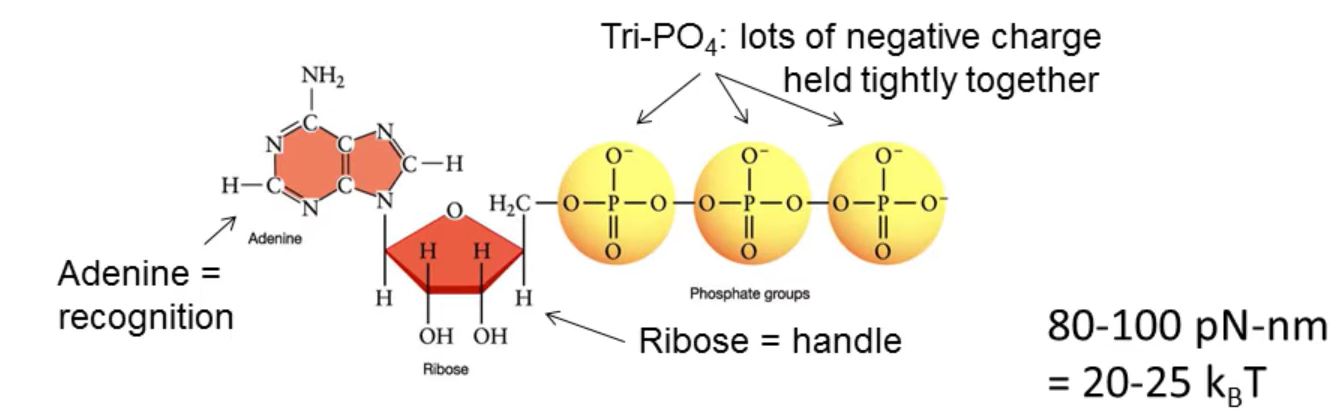 Tri-PO₄: lots of negative charge
held tightly together
NH₂
N
C
C
N
H–C
N
C
N
C–H
Adenine
Adenine =
recognition
O
H₂C–O–P–O–O–P–O–O–P–O⁻
O⁻
O⁻
O⁻
O
O
O
Phosphate groups
H
H
H
H
OH
OH
Ribose
Ribose = handle
80-100 pN-nm
= 20-25 kBT